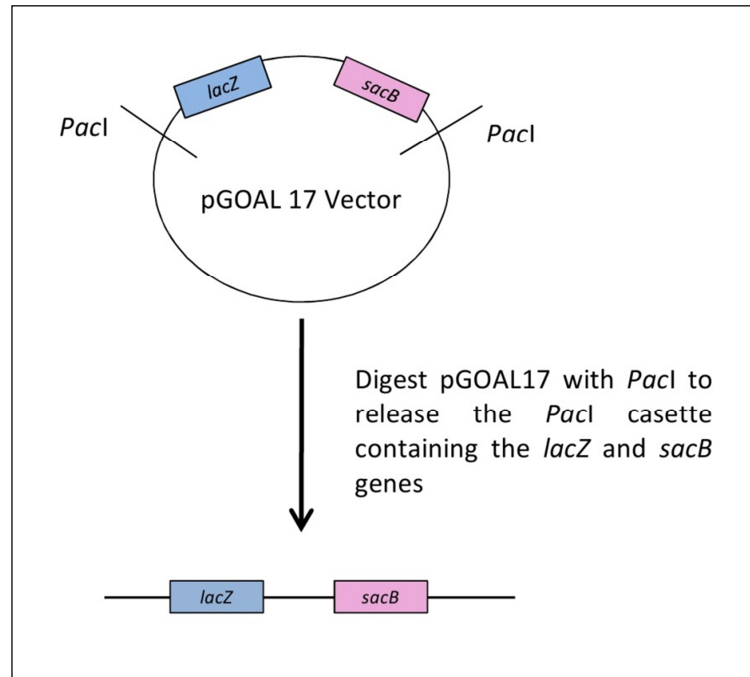 lacZ
sacB
PacI
PacI
pGOAL 17 Vector
Digest pGOAL17 with PacI to
release the PacI casette
containing the lacZ and sacB
genes
lacZ
sacB